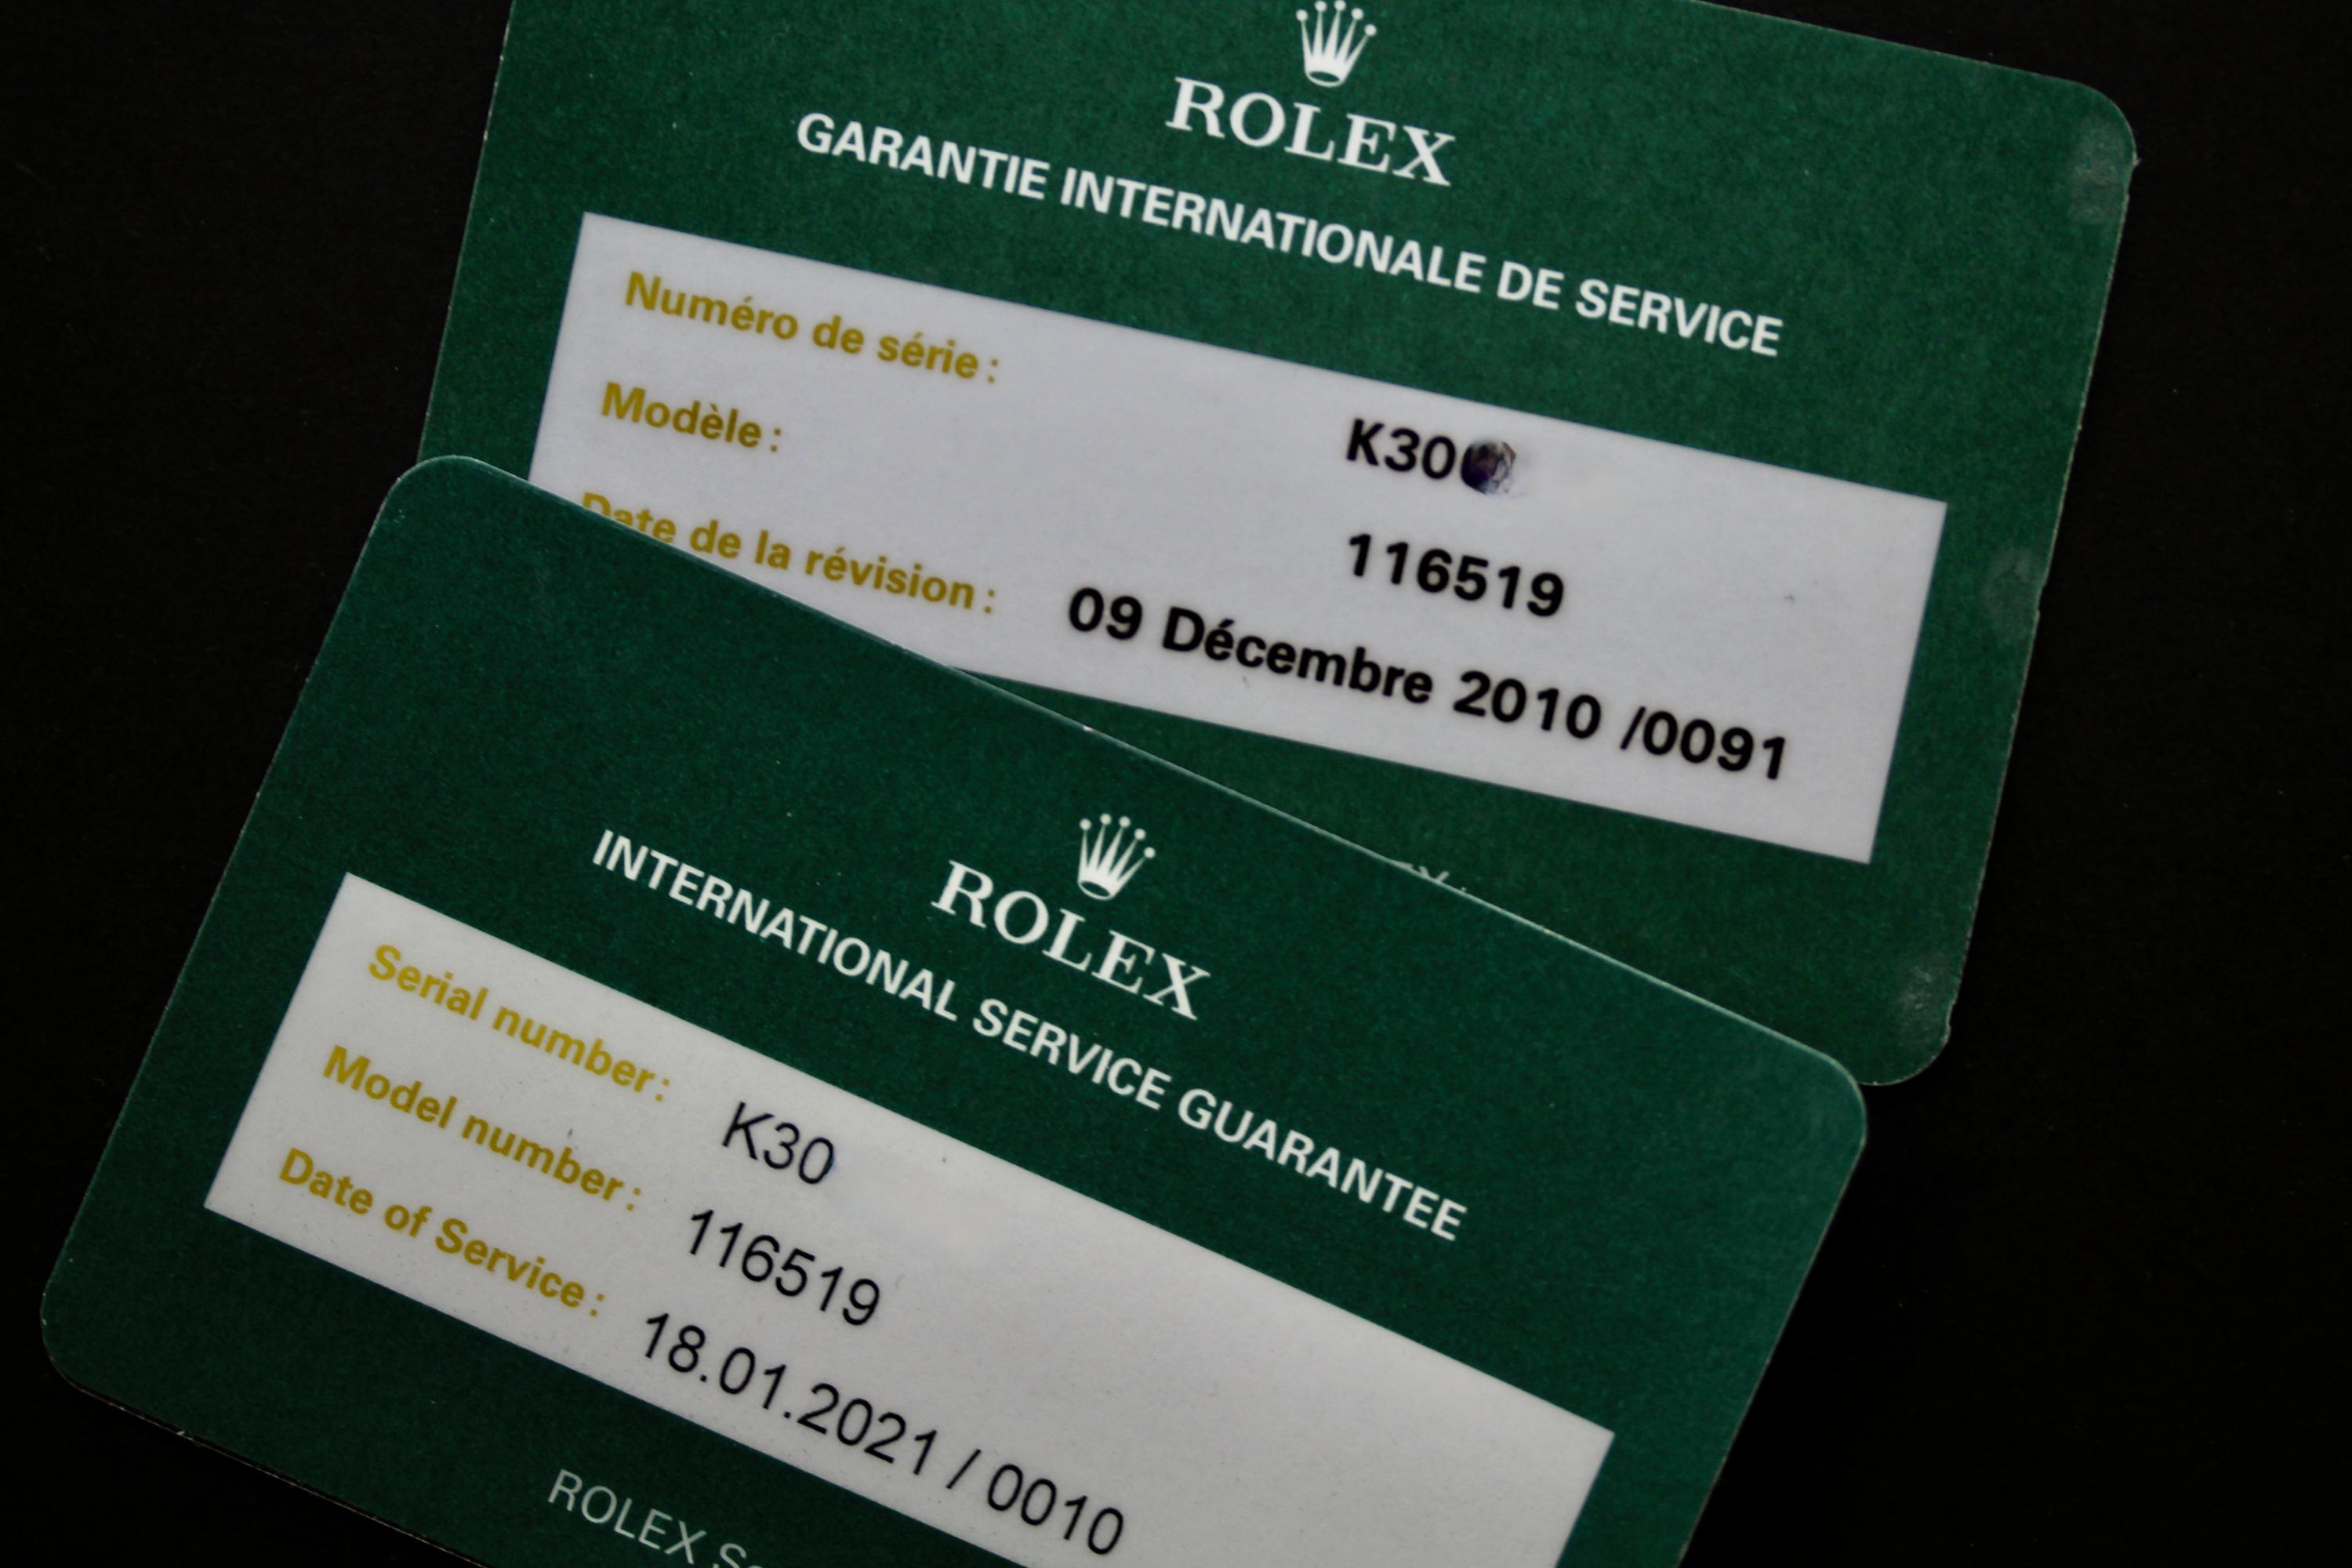 ROLEX
GARANTIE INTERNATIONALE DE SERVICE
Numéro de série : K30
Modèle : 116519
Date de la révision : 09 Décembre 2010 /0091
ROLEX
INTERNATIONAL SERVICE GUARANTEE
Serial number : K30
Model number : 116519
Date of Service : 18.01.2021 / 0010
ROLEX